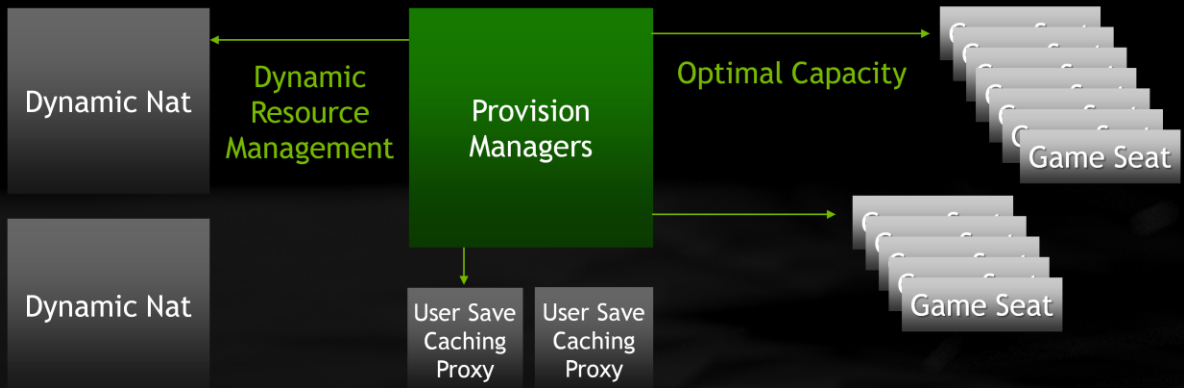 Dynamic Nat
Dynamic
Resource
Management
Provision
Managers
Optimal Capacity
Game Seat
Dynamic Nat
User Save
Caching
Proxy
User Save
Caching
Proxy
Game Seat